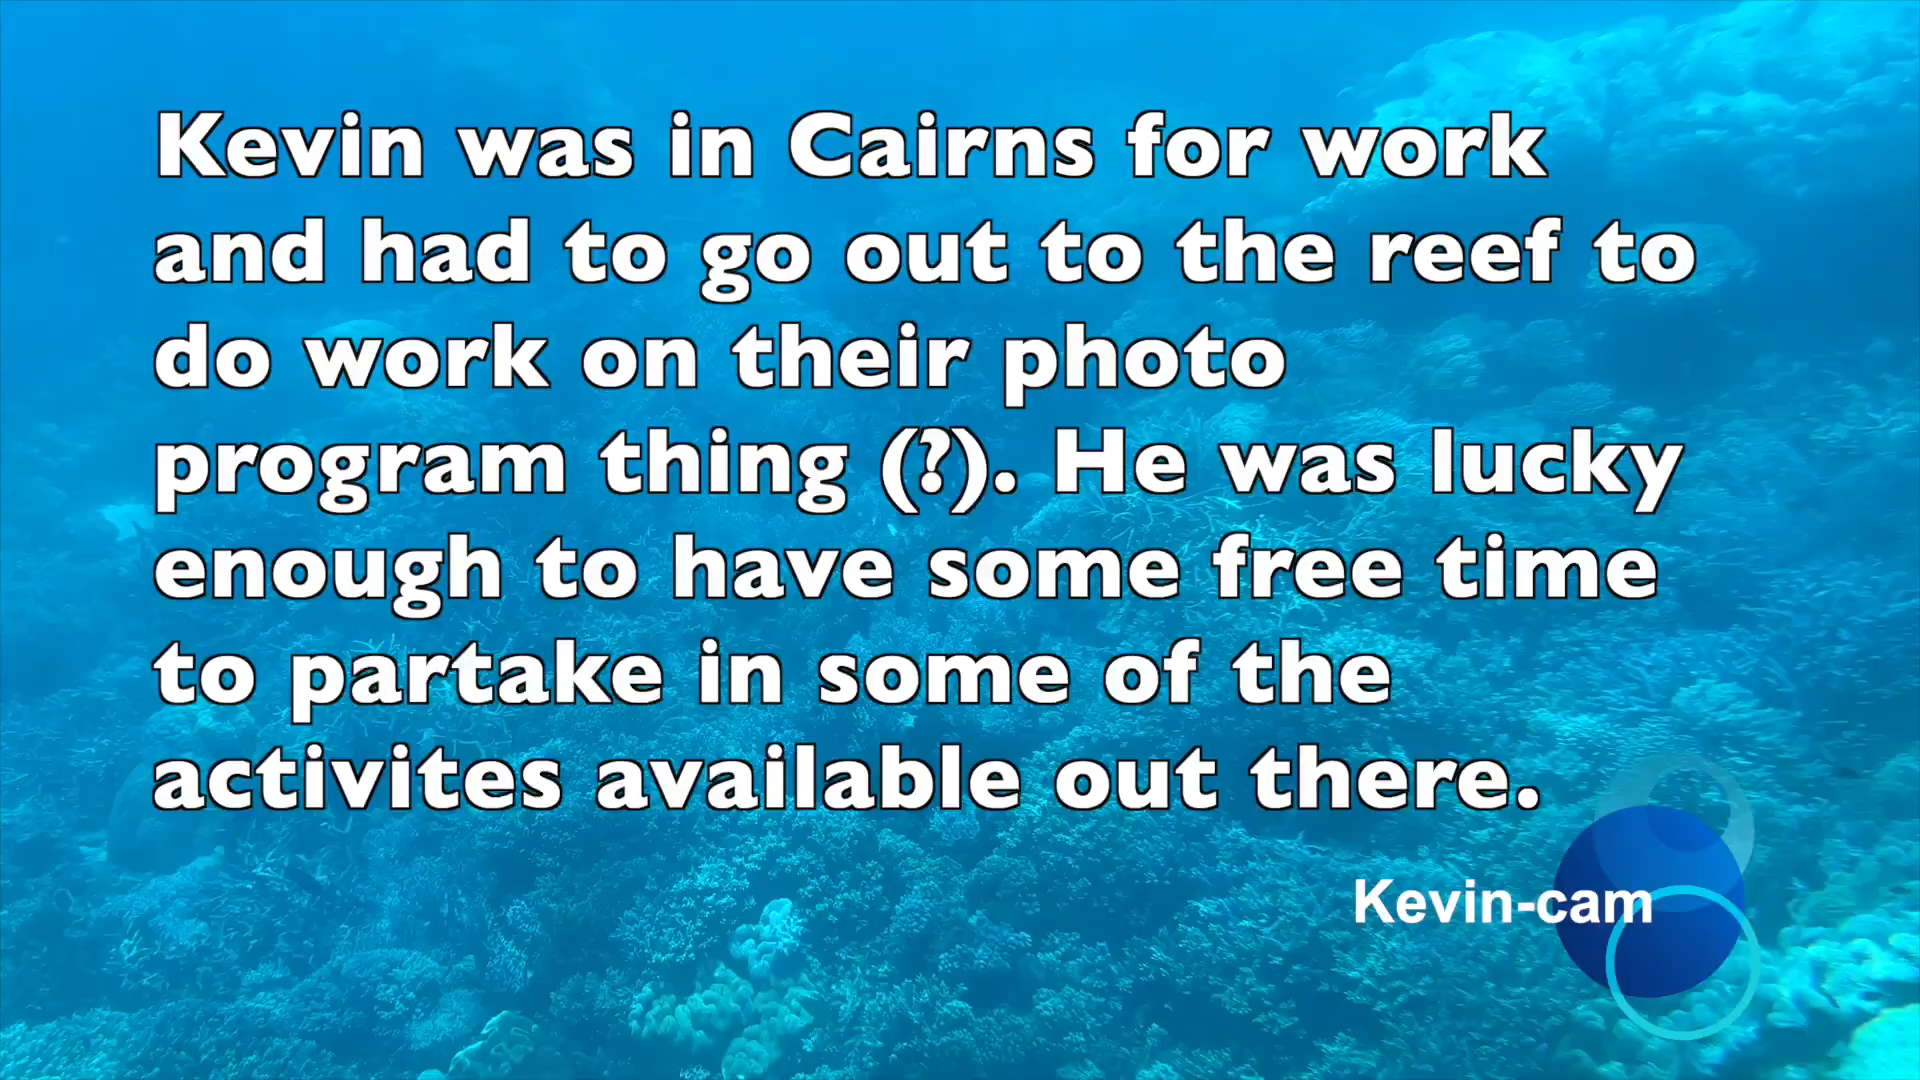 Kevin was in Cairns for work
and had to go out to the reef to
do work on their photo
program thing (?). He was lucky
enough to have some free time
to partake in some of the
activites available out there.
Kevin-cam